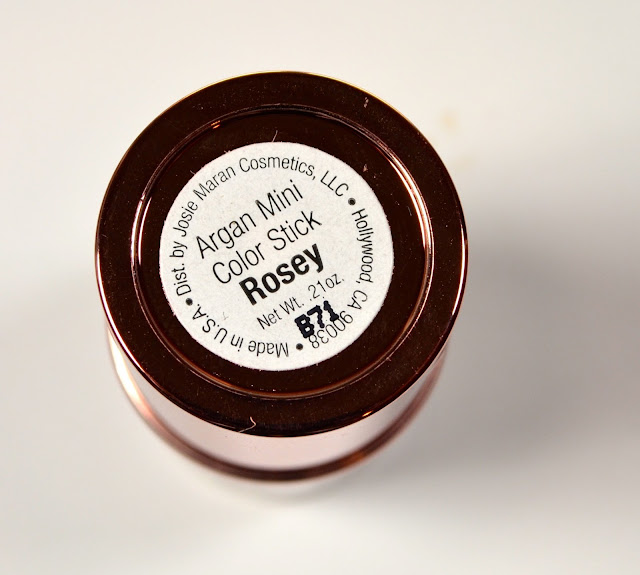 Dist. by Josie Maran Cosmetics, LLC • Hollywood, CA 90038 • Made in U.S.A. •
Argan Mini
Color Stick
Rosey
Net Wt. .21oz.
B71